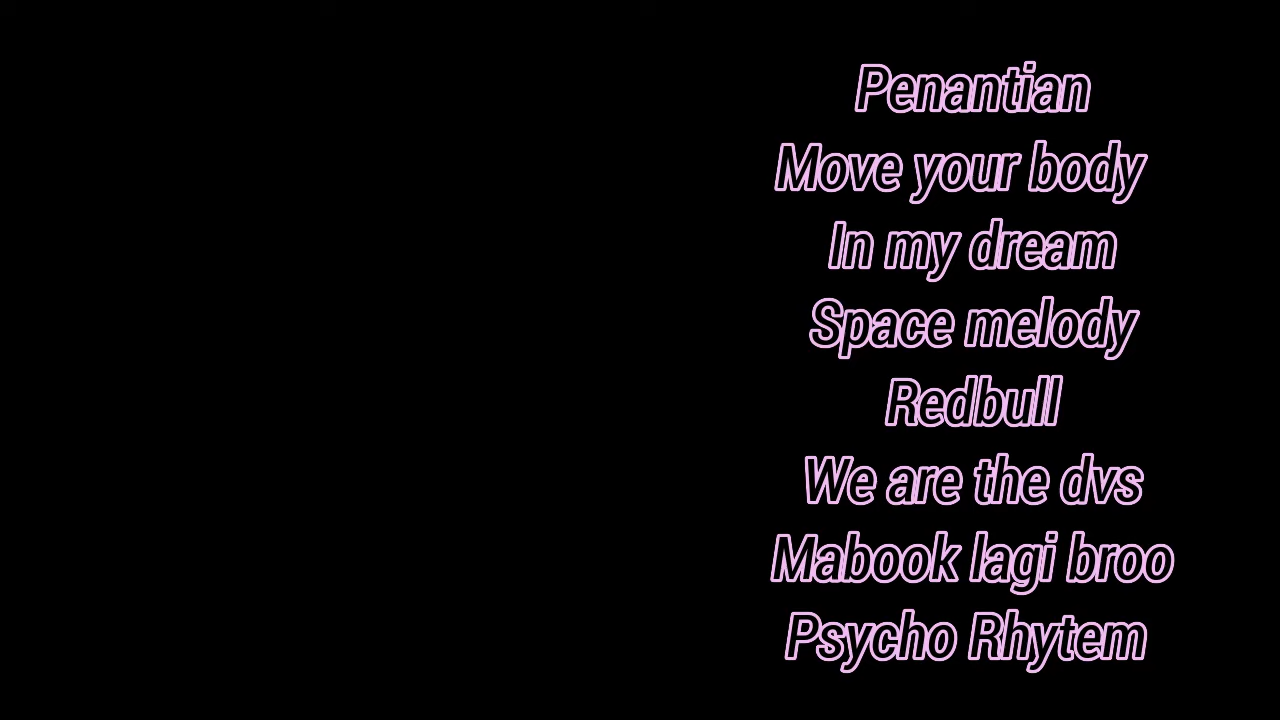 Penantian
Move your body
In my dream
Space melody
Redbull
We are the dvs
Mabook lagi broo
Psycho Rhytem